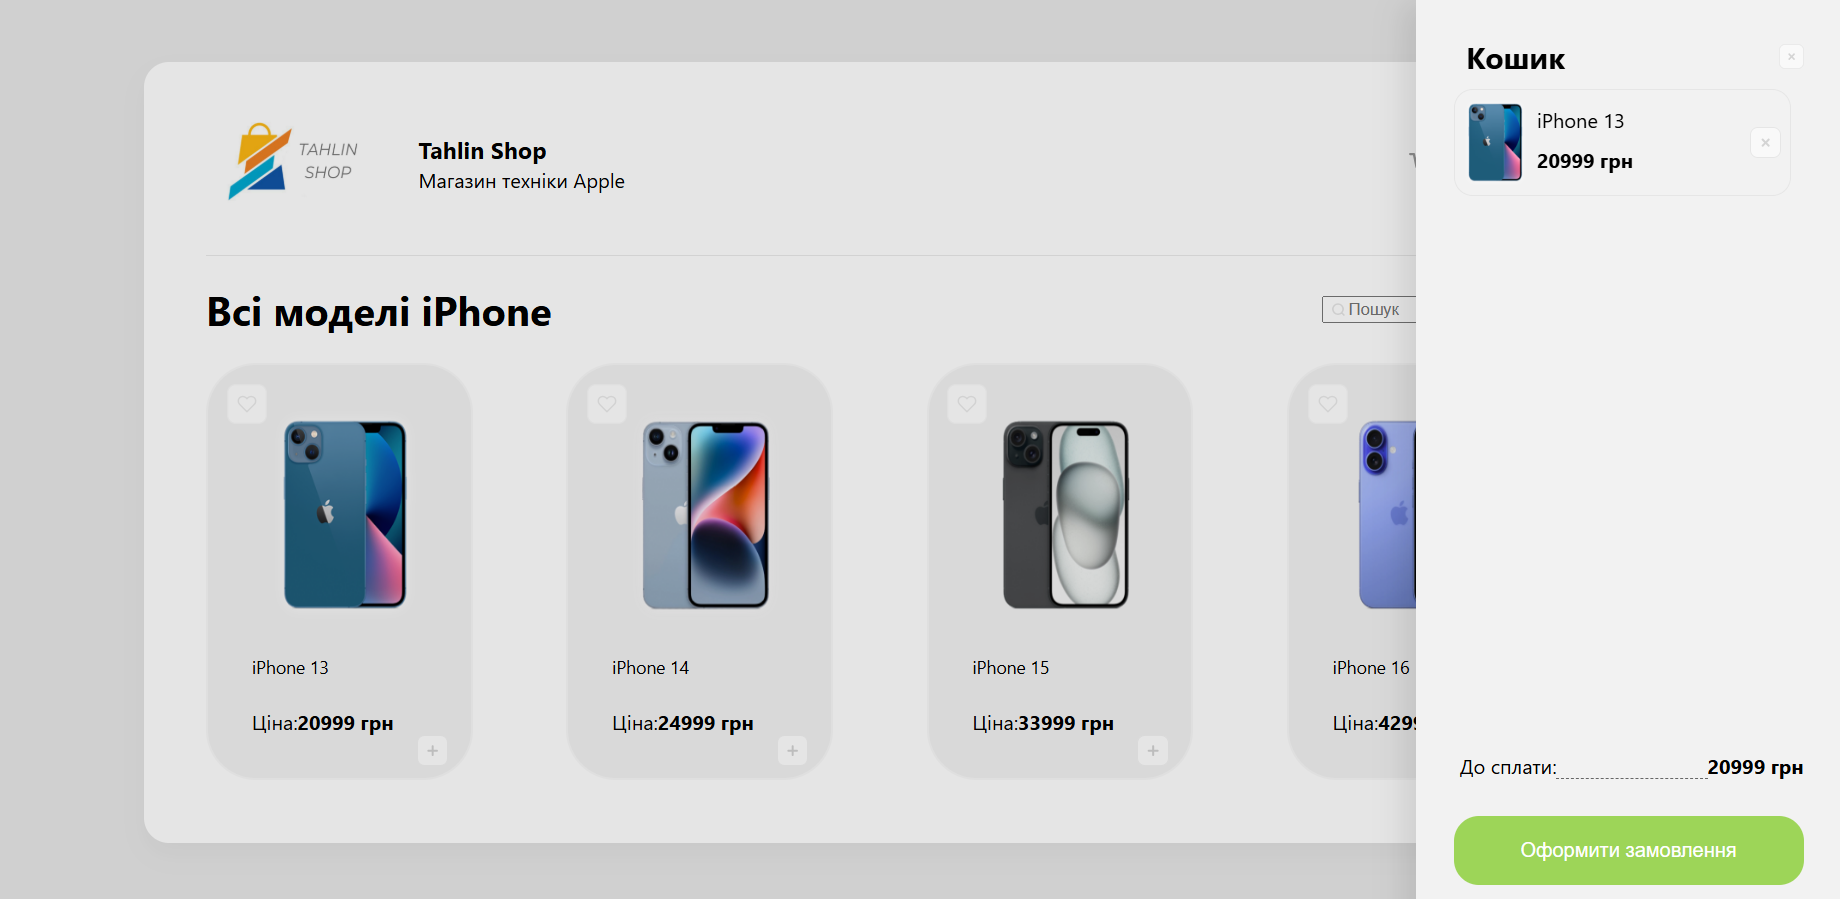 TAHLIN
SHOP
Tahlin Shop
Магазин техніки Apple
Всі моделі iPhone
Пошук
iPhone 13
Ціна:20999 грн
iPhone 14
Ціна:24999 грн
iPhone 15
Ціна:33999 грн
iPhone 16
Ціна:
Кошик
iPhone 13
20999 грн
До сплати:20999 грн
Оформити замовлення